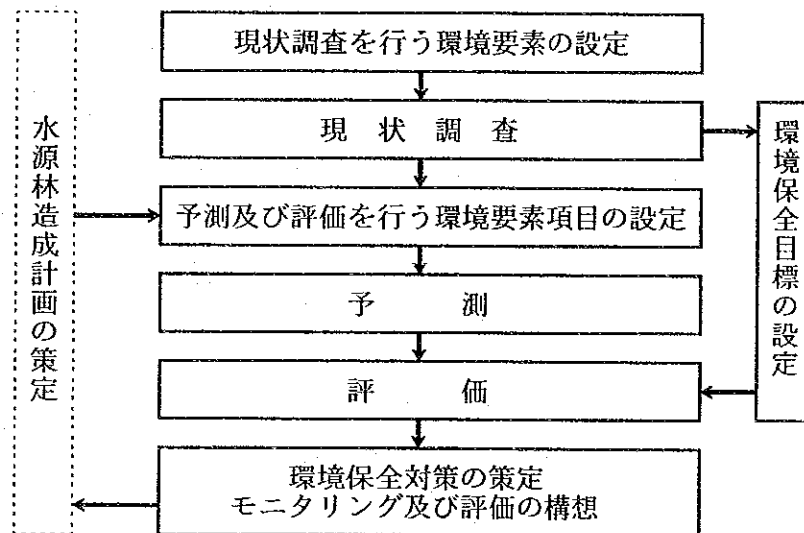 現状調査を行う環境要素の設定
現状調査
予測及び評価を行う環境要素項目の設定
予測
評価
環境保全対策の策定
モニタリング及び評価の構想
水源林造成計画の策定
環境保全目標の設定